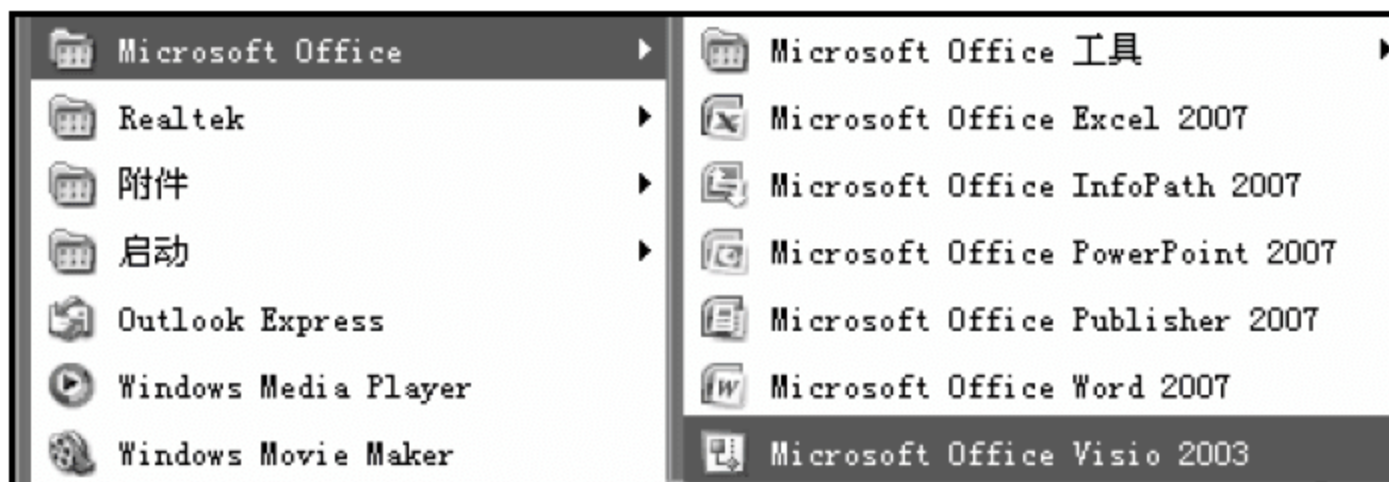 Microsoft Office
Realtek
附件
启动
Outlook Express
Windows Media Player
Windows Movie Maker
Microsoft Office 工具
Microsoft Office Excel 2007
Microsoft Office InfoPath 2007
Microsoft Office PowerPoint 2007
Microsoft Office Publisher 2007
Microsoft Office Word 2007
Microsoft Office Visio 2003